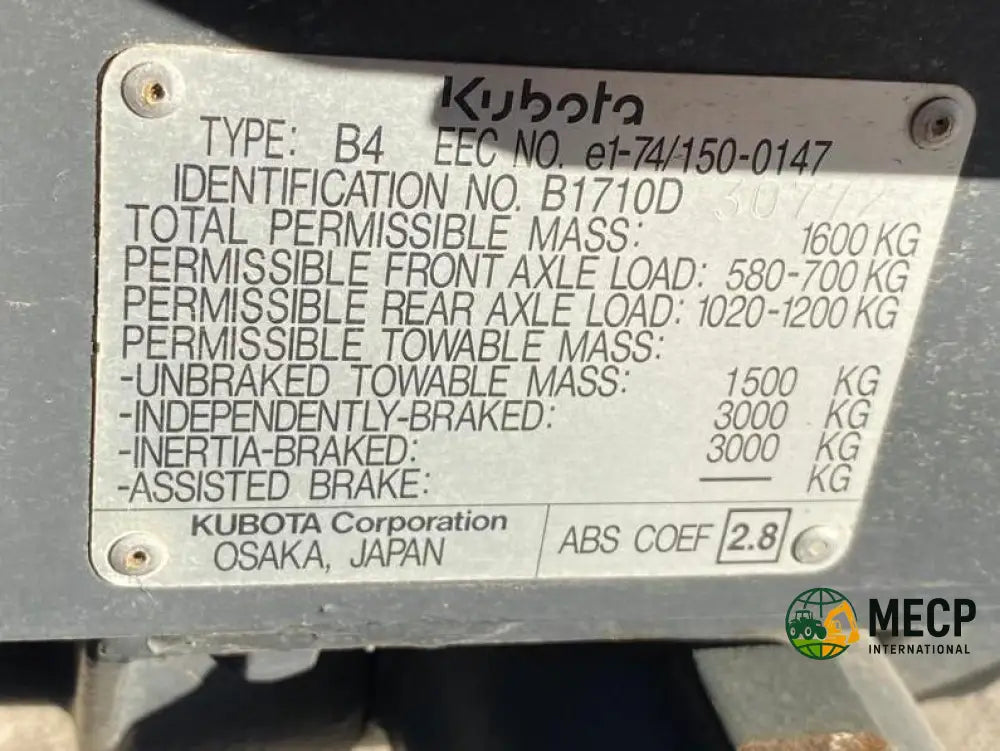 Kubota
TYPE: B4 EEC NO. e1-74/150-0147
IDENTIFICATION NO. B1710D
TOTAL PERMISSIBLE MASS: 1600 KG
PERMISSIBLE FRONT AXLE LOAD: 580-700 KG
PERMISSIBLE REAR AXLE LOAD: 1020-1200 KG
PERMISSIBLE TOWABLE MASS:
-UNBRAKED TOWABLE MASS: 1500 KG
-INDEPENDENTLY-BRAKED: 3000 KG
-INERTIA-BRAKED: 3000 KG
-ASSISTED BRAKE: —— KG
KUBOTA Corporation
OSAKA, JAPAN
ABS COEF 2.8
MECP
INTERNATIONAL